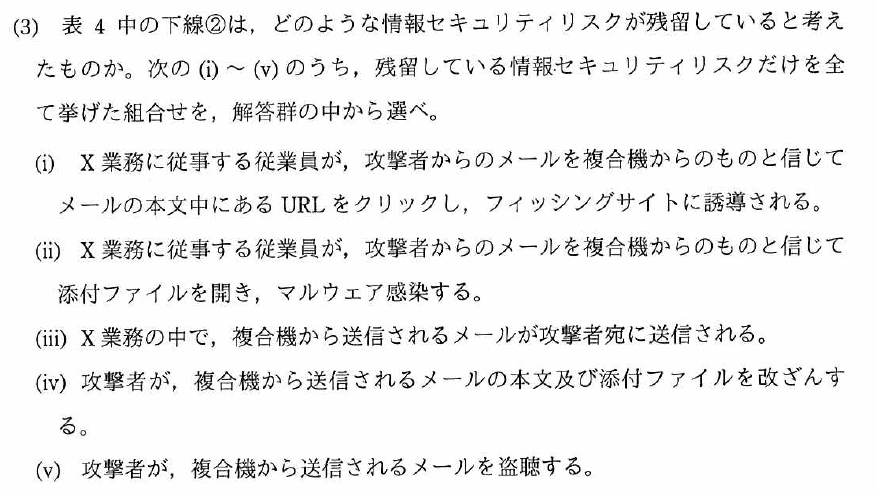 (3) 表 4 中の下線②は，どのような情報セキュリティリスクが残留していると考え
たものか。次の (i) ～ (v) のうち，残留している情報セキュリティリスクだけを全
て挙げた組合せを，解答群の中から選べ。
(i) X 業務に従事する従業員が，攻撃者からのメールを複合機からのものと信じて
メールの本文中にある URL をクリックし，フィッシングサイトに誘導される。
(ii) X 業務に従事する従業員が，攻撃者からのメールを複合機からのものと信じて
添付ファイルを開き，マルウェア感染する。
(iii) X 業務の中で，複合機から送信されるメールが攻撃者宛に送信される。
(iv) 攻撃者が，複合機から送信されるメールの本文及び添付ファイルを改ざんす
る。
(v) 攻撃者が，複合機から送信されるメールを盗聴する。